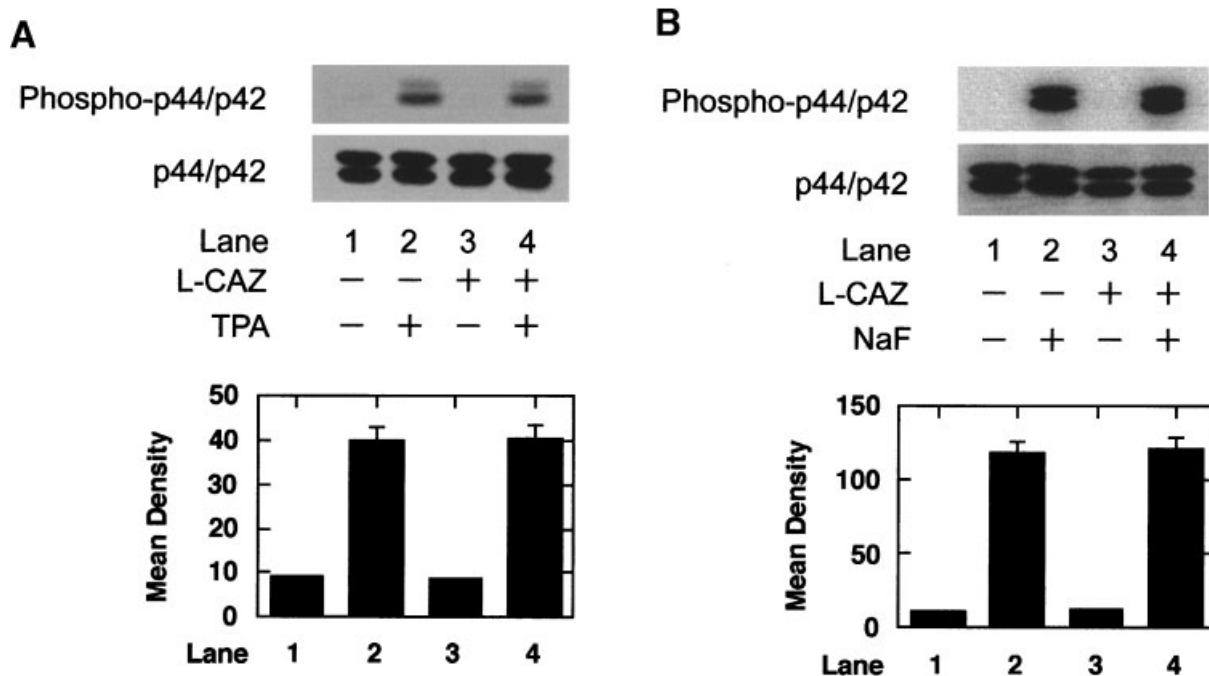 A
Phospho-p44/p42
p44/p42
Lane 1 2 3 4
L-CAZ − − + +
TPA − + − +
50
40
30
20
10
0
Mean Density
Lane 1 2 3 4
B
Phospho-p44/p42
p44/p42
Lane 1 2 3 4
L-CAZ − − + +
NaF − + − +
150
100
50
0
Mean Density
Lane 1 2 3 4